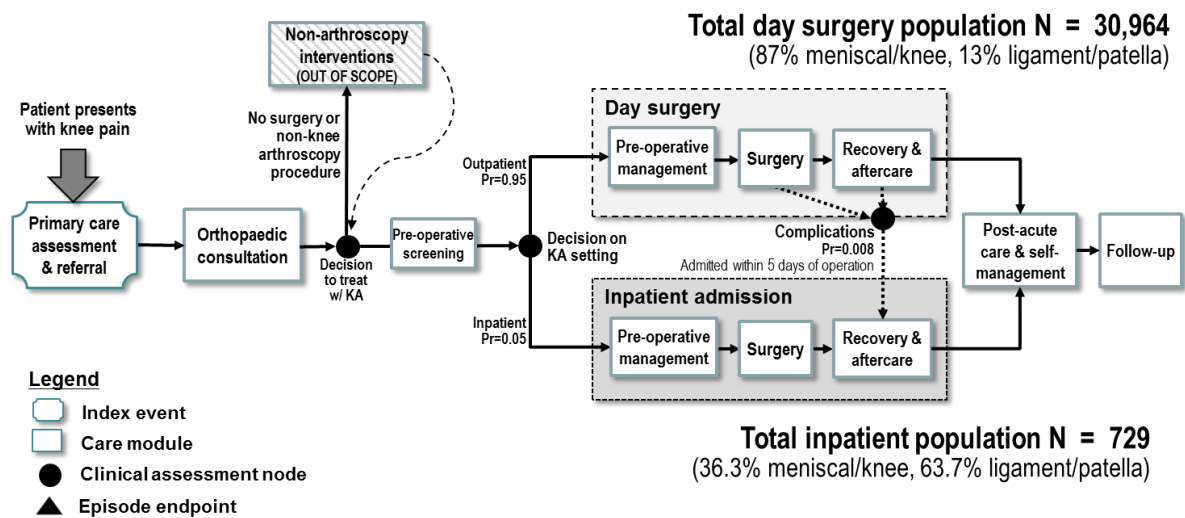 Total day surgery population N = 30,964
(87% meniscal/knee, 13% ligament/patella)
Non-arthroscopy
interventions
(OUT OF SCOPE)
Patient presents
with knee pain
No surgery or
non-knee
arthroscopy
procedure
Primary care
assessment
& referral
Orthopaedic
consultation
Decision
to treat
w/ KA
Pre-operative
screening
Outpatient
Pr=0.95
Decision on
KA setting
Inpatient
Pr=0.05
Day surgery
Pre-operative
management
Surgery
Recovery &
aftercare
Complications
Pr=0.008
Admitted within 5 days of operation
Inpatient admission
Pre-operative
management
Surgery
Recovery &
aftercare
Post-acute
care & self-
management
Follow-up
Legend
Index event
Care module
Clinical assessment node
Episode endpoint
Total inpatient population N = 729
(36.3% meniscal/knee, 63.7% ligament/patella)